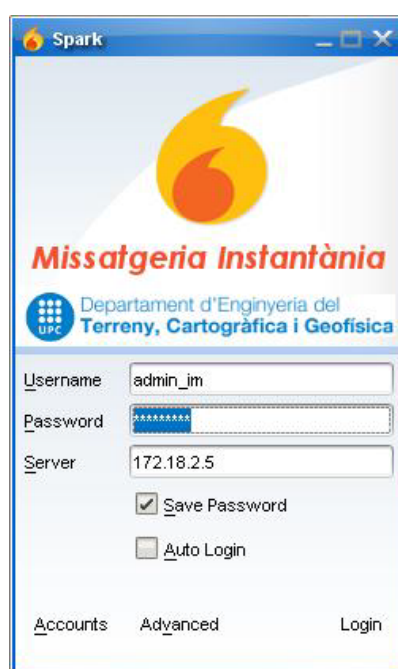 Spark
Missatgeria Instantània
UPC
Departament d'Enginyeria del
Terreny, Cartogràfica i Geofísica
Username admin_im
Password *********
Server 172.18.2.5
Save Password
Auto Login
Accounts Advanced Login